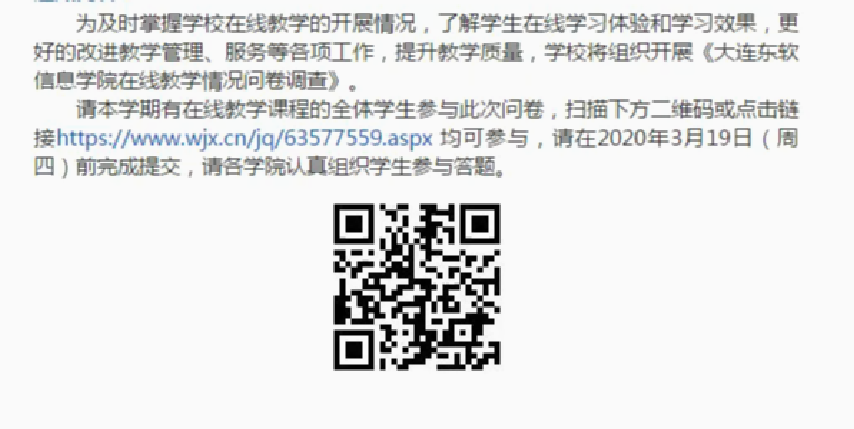 为及时掌握学校在线教学的开展情况，了解学生在线学习体验和学习效果，更
好的改进教学管理、服务等各项工作，提升教学质量，学校将组织开展《大连东软
信息学院在线教学情况问卷调查》。
请本学期有在线教学课程的全体学生参与此次问卷，扫描下方二维码或点击链
接https://www.wjx.cn/jq/63577559.aspx 均可参与，请在2020年3月19日（周
四）前完成提交，请各学院认真组织学生参与答题。